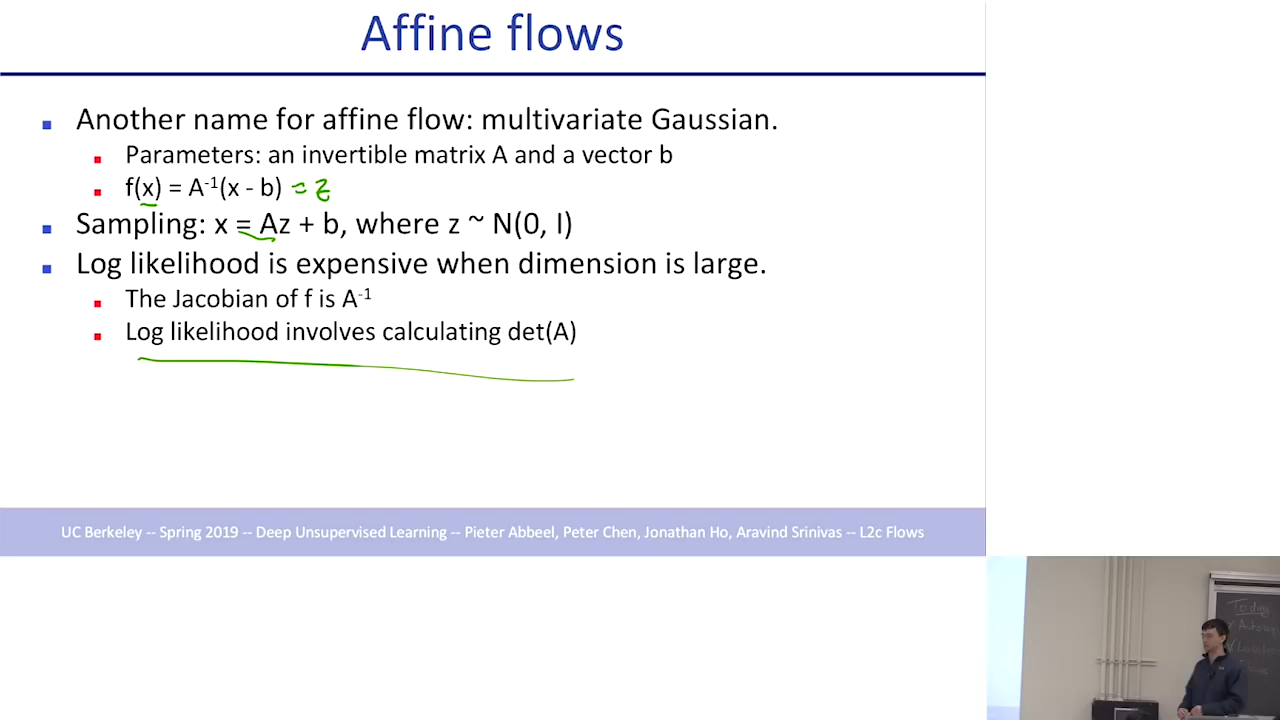 Affine flows
Another name for affine flow: multivariate Gaussian.
Parameters: an invertible matrix A and a vector b
f(x) = A⁻¹(x - b) = z
Sampling: x = Az + b, where z ~ N(0, I)
Log likelihood is expensive when dimension is large.
The Jacobian of f is A⁻¹
Log likelihood involves calculating det(A)
UC Berkeley -- Spring 2019 -- Deep Unsupervised Learning -- Pieter Abbeel, Peter Chen, Jonathan Ho, Aravind Srinivas -- L2c Flows
Today